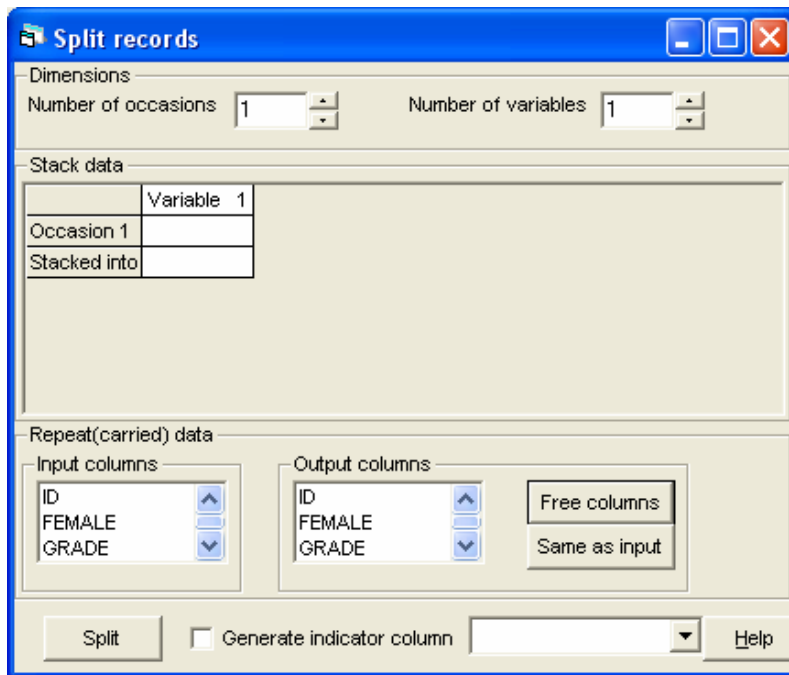 Split records
Dimensions
Number of occasions 1 Number of variables 1
Stack data
Variable 1
Occasion 1
Stacked into
Repeat(carried) data
Input columns
ID
FEMALE
GRADE
Output columns
ID
FEMALE
GRADE
Free columns
Same as input
Split Generate indicator column Help